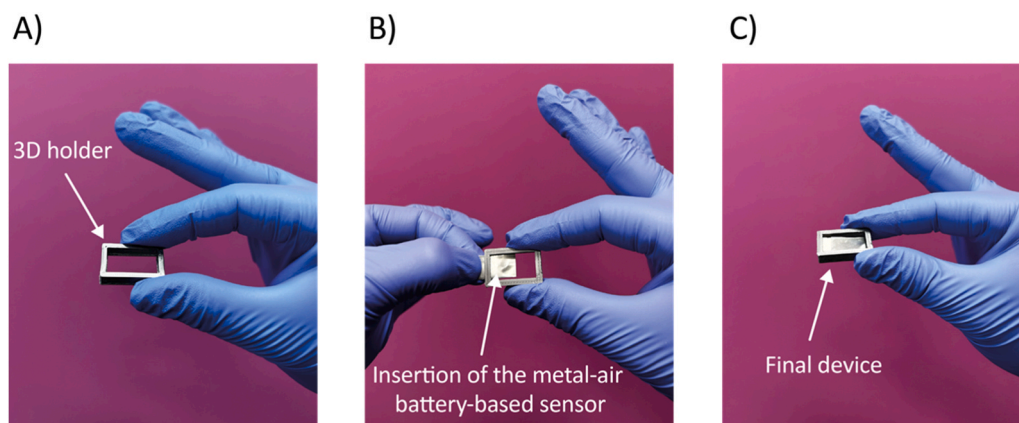 A)
B)
C)
3D holder
Insertion of the metal-air
battery-based sensor
Final device